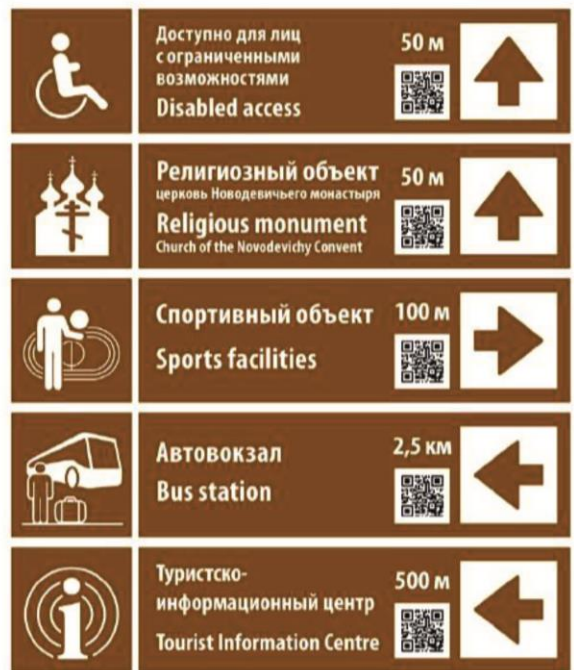 Доступно для лиц
с ограниченными
возможностями
Disabled access
50 м
Религиозный объект
церковь Новодевичьего монастыря
Religious monument
Church of the Novodevichy Convent
50 м
Спортивный объект
Sports facilities
100 м
Автовокзал
Bus station
2,5 км
Туристско-
информационный центр
Tourist Information Centre
500 м